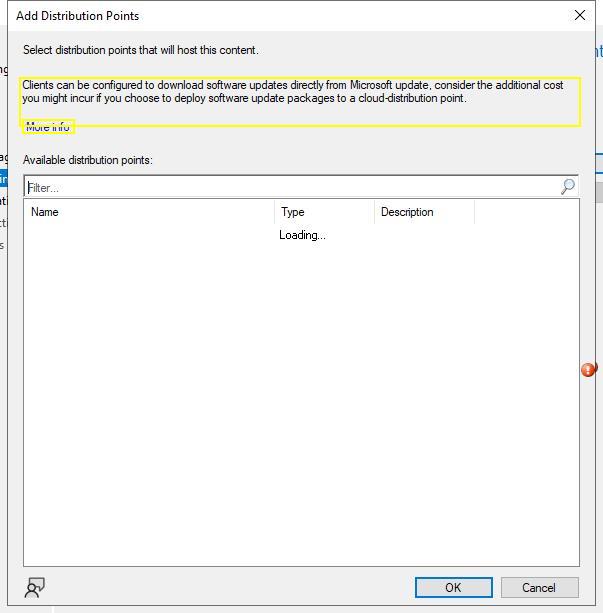 Add Distribution Points
Select distribution points that will host this content.
Clients can be configured to download software updates directly from Microsoft update, consider the additional cost
you might incur if you choose to deploy software update packages to a cloud-distribution point.
More info
Available distribution points:
Filter...
Name Type Description
Loading...
OK Cancel